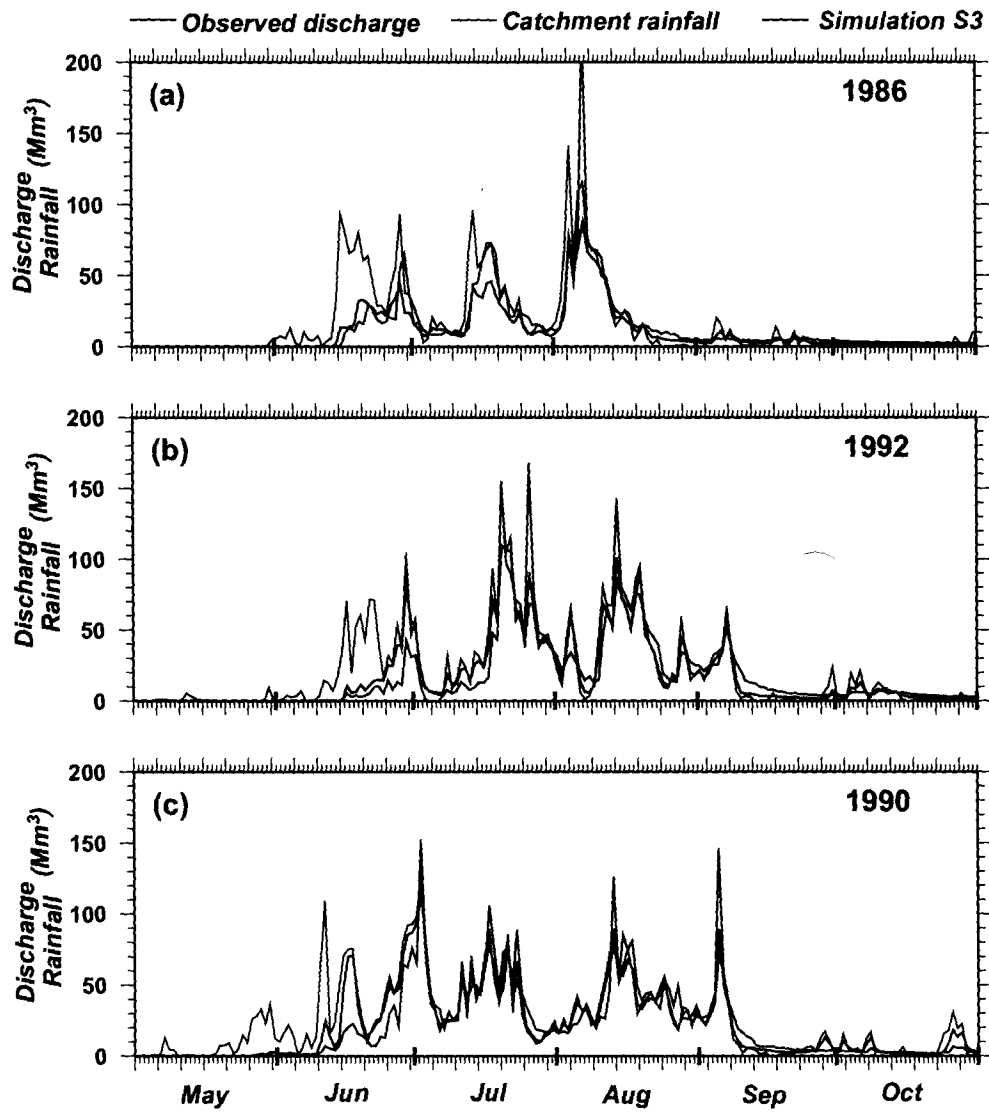 Observed discharge Catchment rainfall Simulation S3
(a) 1986
200
150
100
50
0
Discharge
Rainfall (Mm³)
(b) 1992
200
150
100
50
0
Discharge
Rainfall (Mm³)
(c) 1990
200
150
100
50
0
Discharge
Rainfall (Mm³)
May Jun Jul Aug Sep Oct